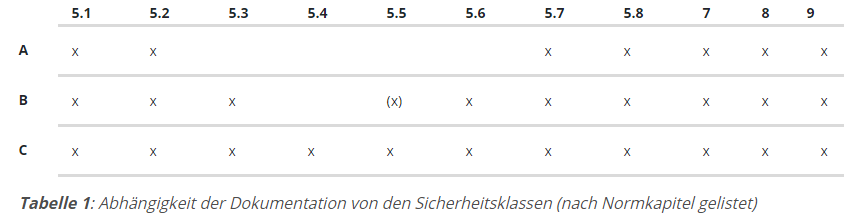 5.1 5.2 5.3 5.4 5.5 5.6 5.7 5.8 7 8 9
A x x x x x x x
B x x x (x) x x x x x x
C x x x x x x x x x x x
Tabelle 1: Abhängigkeit der Dokumentation von den Sicherheitsklassen (nach Normkapitel gelistet)